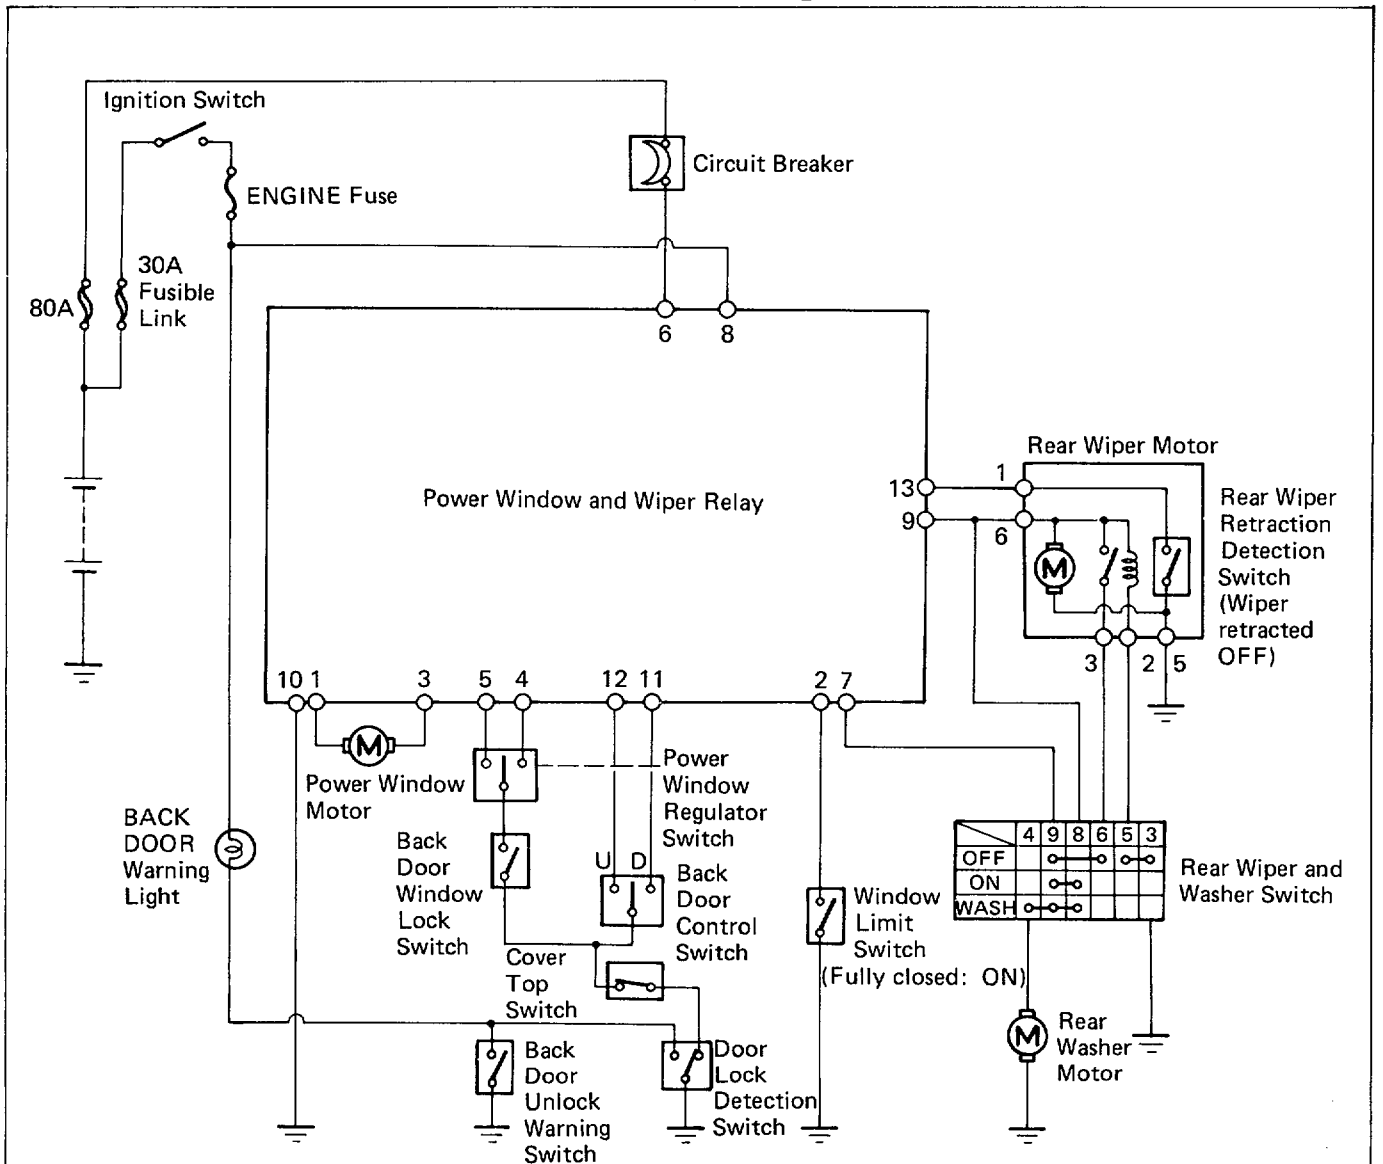 Ignition Switch
Circuit Breaker
ENGINE Fuse
30A
Fusible
Link
80A
6
8
Rear Wiper Motor
Power Window and Wiper Relay
13
1
9
6
Rear Wiper
Retraction
Detection
Switch
(Wiper
retracted
OFF)
M
3
2
5
10
1
3
5
4
12
11
2
7
M
Power Window
Motor
Power
Window
Regulator
Switch
BACK
DOOR
Warning
Light
Back
Door
Window
Lock
Switch
U
D
Back
Door
Control
Switch
Window
Limit
Switch
(Fully closed: ON)
4 9 8 6 5 3
OFF
ON
WASH
Rear Wiper and
Washer Switch
Cover
Top
Switch
Back
Door
Unlock
Warning
Switch
Door
Lock
Detection
Switch
M
Rear
Washer
Motor